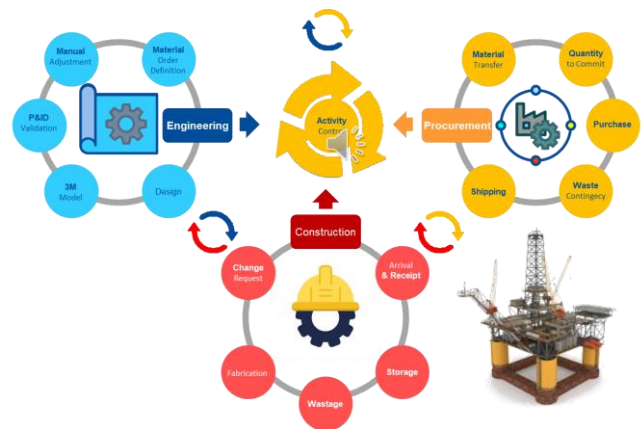 Manual
Adjustment
Material
Order
Definition
P&ID
Validation
Engineering
3M
Model
Design
Activity
Material
Transfer
Quantity
to Commit
Procurement
Purchase
Shipping
Waste
Contingecy
Construction
Change
Request
Arrival
& Receipt
Fabrication
Storage
Wastage